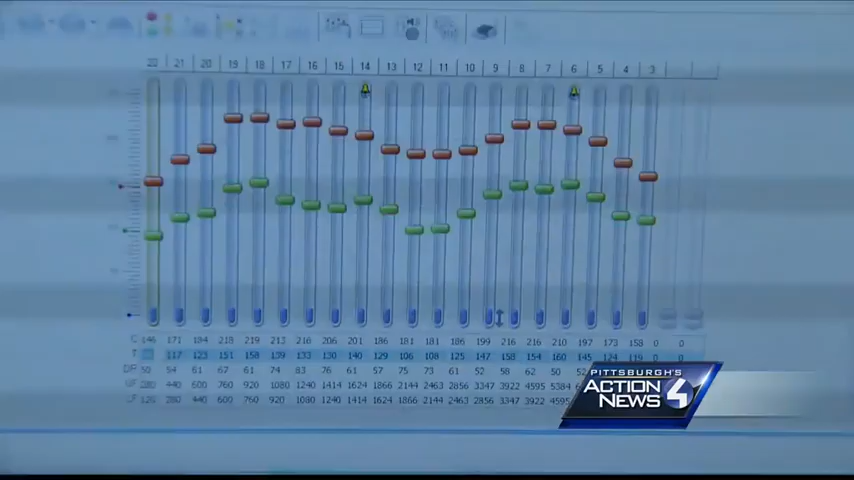 22 21 20 19 18 17 16 15 14 13 12 11 10 9 8 7 6 5 4 3
C 146 171 184 218 219 213 216 206 201 186 181 181 186 199 216 216 210 197 173 158 0 0
T 117 123 151 158 139 133 130 140 129 106 108 125 147 158 154 160 145 124 119 0 0
DR 50 54 61 67 61 74 83 76 61 57 75 73 61 52 58 62 50 52
UF 280 440 600 760 920 1080 1240 1414 1624 1866 2144 2463 2856 3347 3922 4595 5384
LF 120 280 440 600 760 920 1080 1240 1414 1624 1866 2144 2463 2856 3347 3922 4595
PITTSBURGH'S
ACTION
NEWS 4